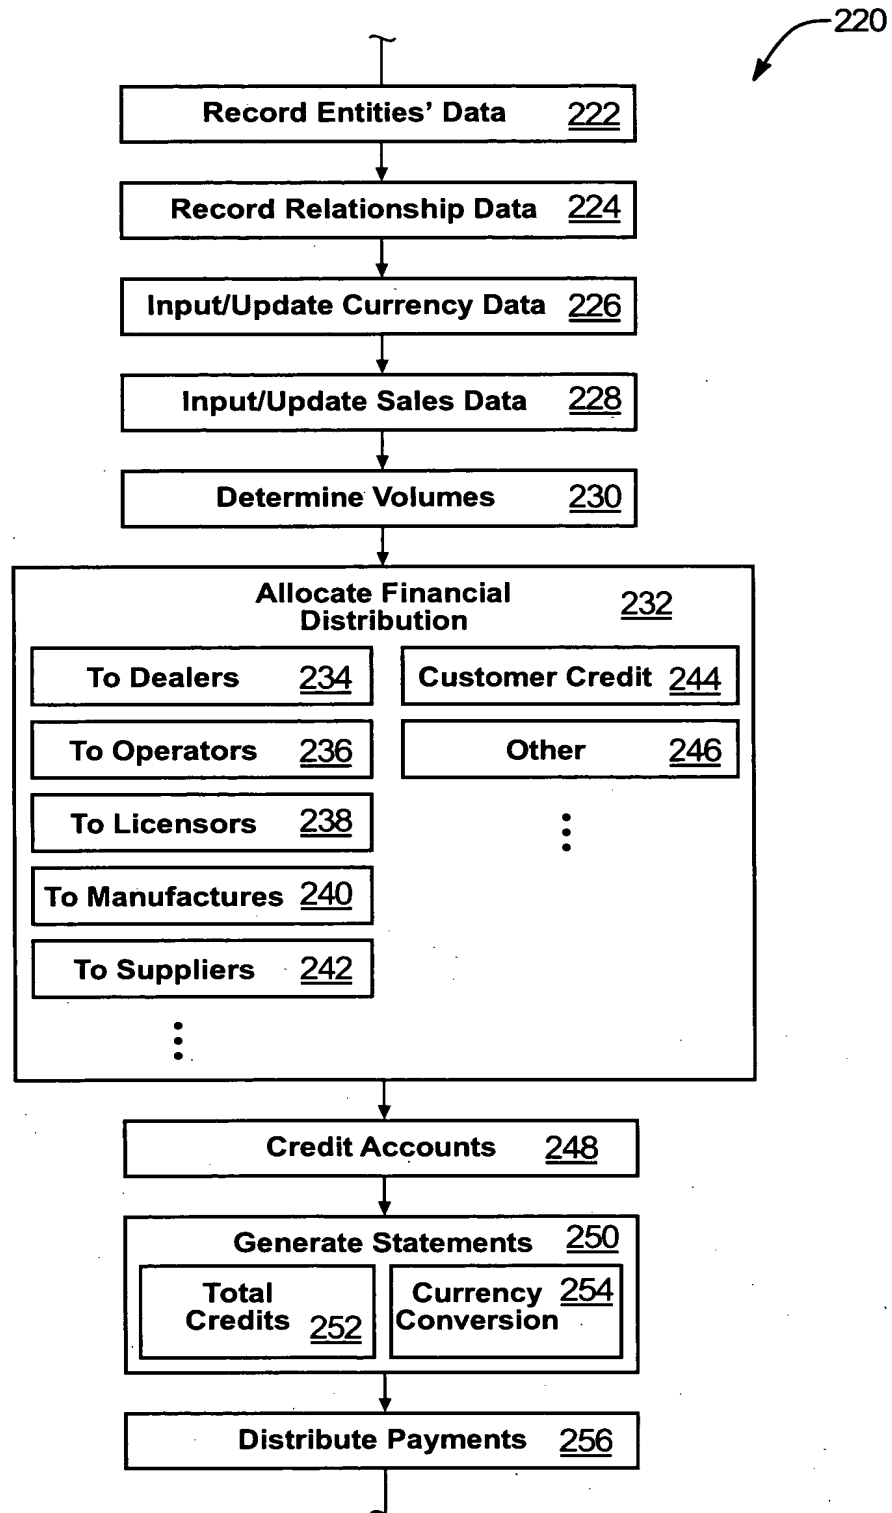 220
Record Entities' Data 222
Record Relationship Data 224
Input/Update Currency Data 226
Input/Update Sales Data 228
Determine Volumes 230
Allocate Financial
Distribution 232
To Dealers 234
To Operators 236
To Licensors 238
To Manufactures 240
To Suppliers 242
Customer Credit 244
Other 246
Credit Accounts 248
Generate Statements 250
Total
Credits 252
Currency 254
Conversion
Distribute Payments 256